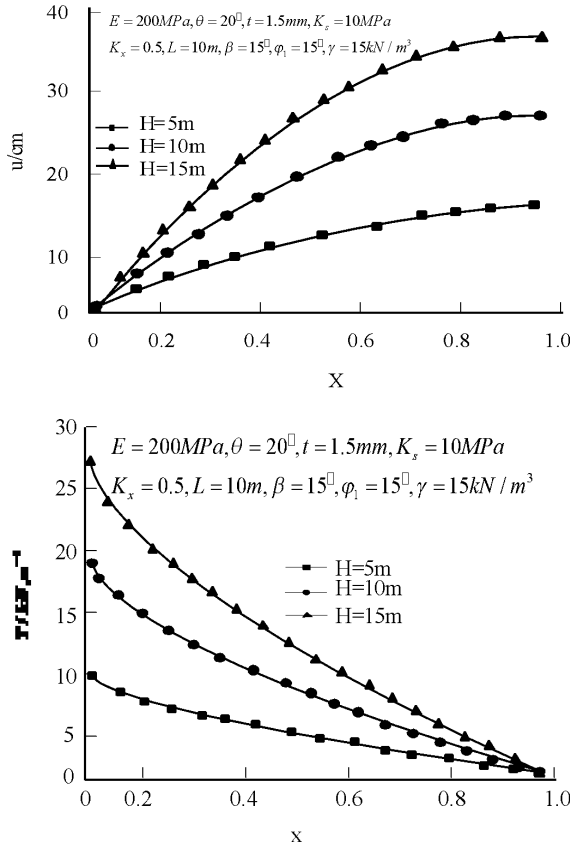 E = 200MPa, θ = 20▯, t = 1.5mm, K_s = 10MPa
K_x = 0.5, L = 10m, β = 15▯, φ_1 = 15▯, γ = 15kN / m³
40
30
20
10
0
u/cm
H=5m
H=10m
H=15m
0 0.2 0.4 0.6 0.8 1.0
X
E = 200MPa, θ = 20▯, t = 1.5mm, K_s = 10MPa
K_x = 0.5, L = 10m, β = 15▯, φ_1 = 15▯, γ = 15kN / m³
30
25
20
15
10
5
0
H=5m
H=10m
H=15m
0 0.2 0.4 0.6 0.8 1.0
x